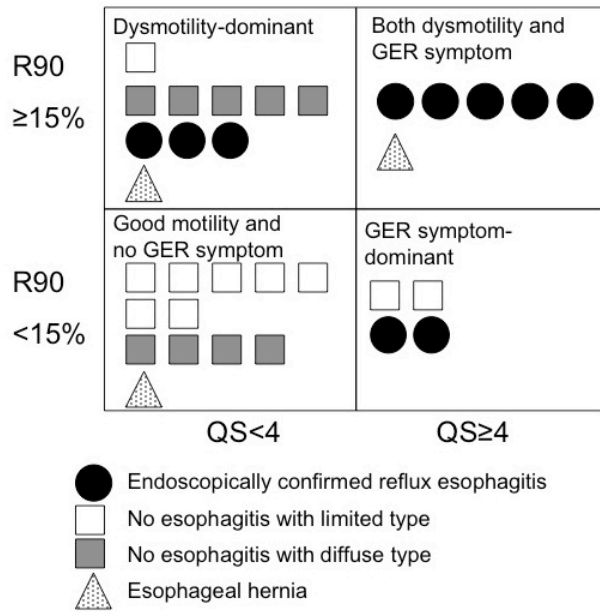 Dysmotility-dominant
Both dysmotility and
GER symptom
R90
≥15%
Good motility and
no GER symptom
GER symptom-
dominant
R90
<15%
QS<4
QS≥4
Endoscopically confirmed reflux esophagitis
No esophagitis with limited type
No esophagitis with diffuse type
Esophageal hernia